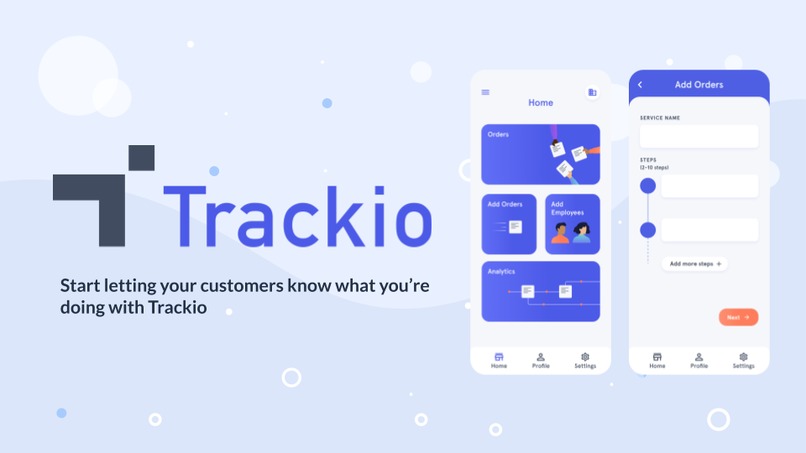 Trackio
Start letting your customers know what you’re
doing with Trackio
Home
Orders
Add Orders
Add
Employees
Analytics
Home
Profile
Settings
Add Orders
SERVICE NAME
STEPS
(2-10 steps)
Add more steps +
Next →
Home
Profile
Settings